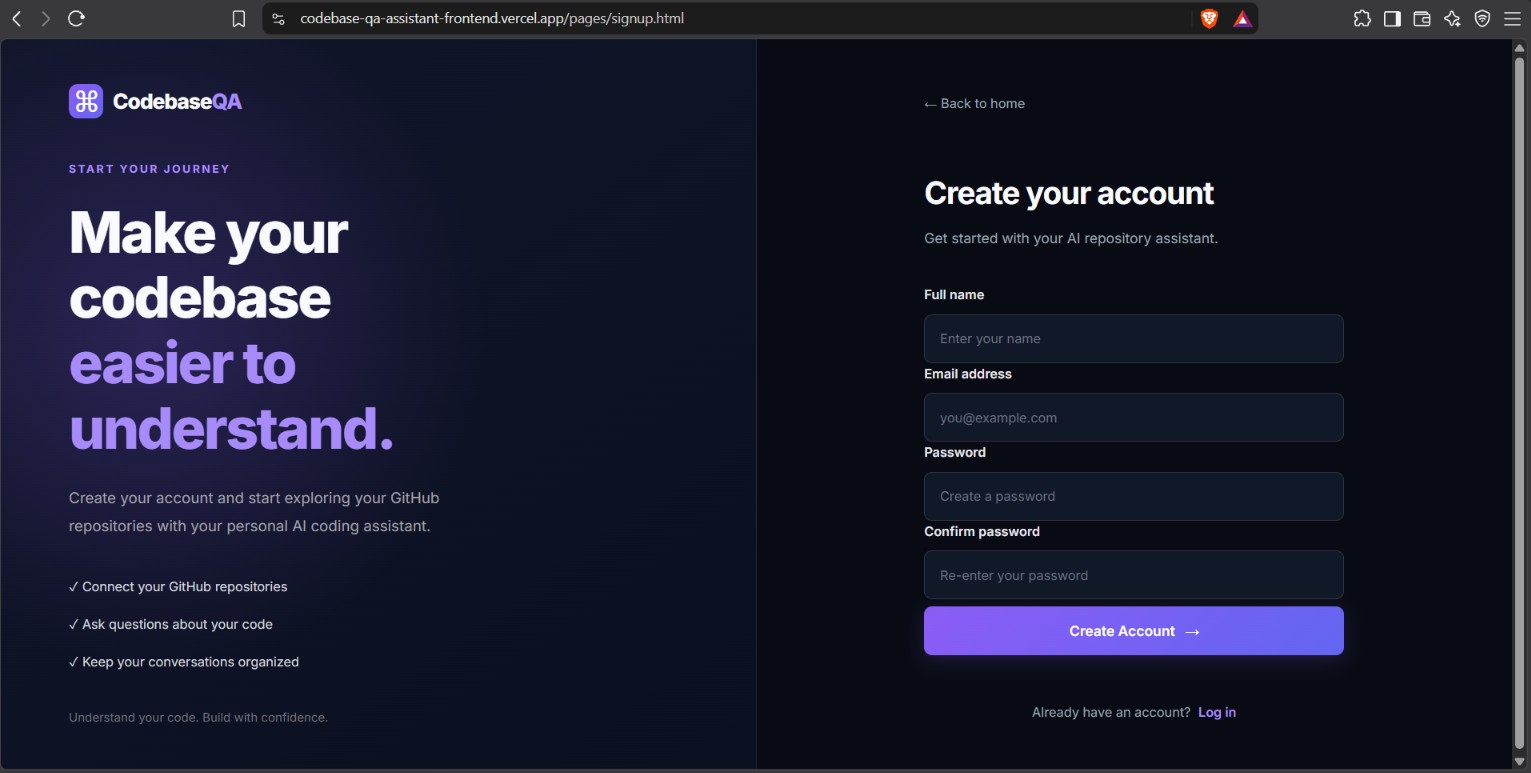 codebase-qa-assistant-frontend.vercel.app/pages/signup.html
⌘ CodebaseQA
START YOUR JOURNEY
Make your
codebase
easier to
understand.
Create your account and start exploring your GitHub
repositories with your personal AI coding assistant.
✓ Connect your GitHub repositories
✓ Ask questions about your code
✓ Keep your conversations organized
Understand your code. Build with confidence.
← Back to home
Create your account
Get started with your AI repository assistant.
Full name
Enter your name
Email address
you@example.com
Password
Create a password
Confirm password
Re-enter your password
Create Account →
Already have an account? Log in